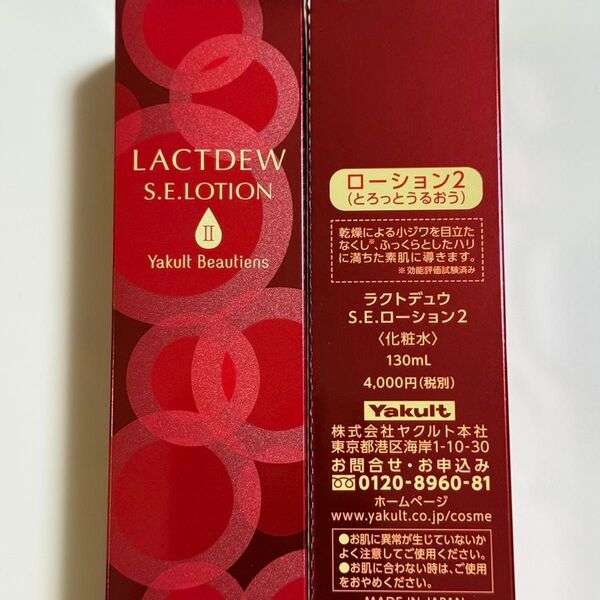 LACTDEW
S.E.LOTION
II
Yakult Beautiens
ローション2
(とろっとうるおう)
乾燥による小ジワを目立た
なくし※、ふっくらとしたハリ
に満ちた素肌に導きます。
※効能評価試験済み
ラクトデュウ
S.E.ローション2
〈化粧水〉
130mL
4,000円(税別)
Yakult
株式会社ヤクルト本社
東京都港区海岸1-10-30
お問合せ・お申込み
0120-8960-81
ホームページ
www.yakult.co.jp/cosme
●お肌に異常が生じていないか
よく注意してご使用ください。
●お肌に合わない時は、ご使用
をおやめください。
MADE IN JAPAN